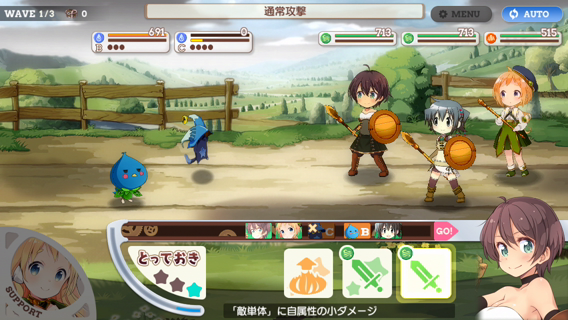 WAVE 1/3 0
通常攻撃
MENU
AUTO
691
B
0
C
713
713
515
B
GO!
とっておき
SUPPORT
「敵単体」に自属性の小ダメージ